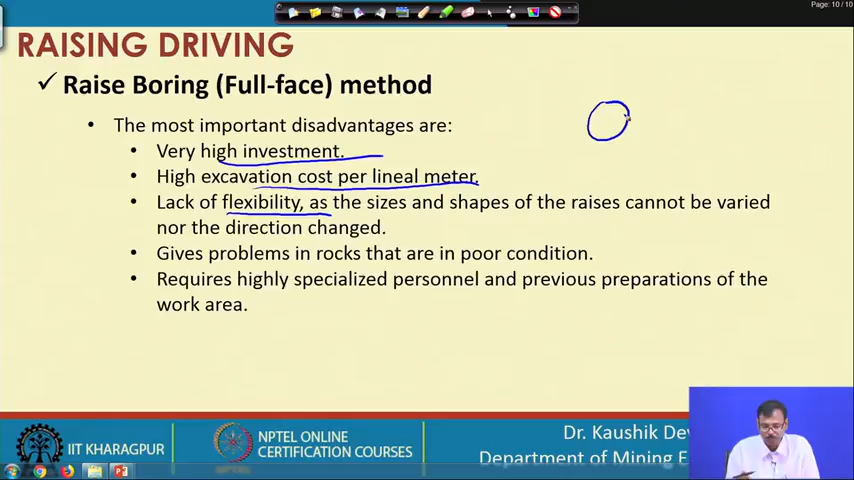 Page: 10 / 10
RAISING DRIVING
✓ Raise Boring (Full-face) method
• The most important disadvantages are:
• Very high investment.
• High excavation cost per lineal meter.
• Lack of flexibility, as the sizes and shapes of the raises cannot be varied
nor the direction changed.
• Gives problems in rocks that are in poor condition.
• Requires highly specialized personnel and previous preparations of the
work area.
IIT KHARAGPUR
NPTEL ONLINE
CERTIFICATION COURSES
Dr. Kaushik De
Department of Mining E